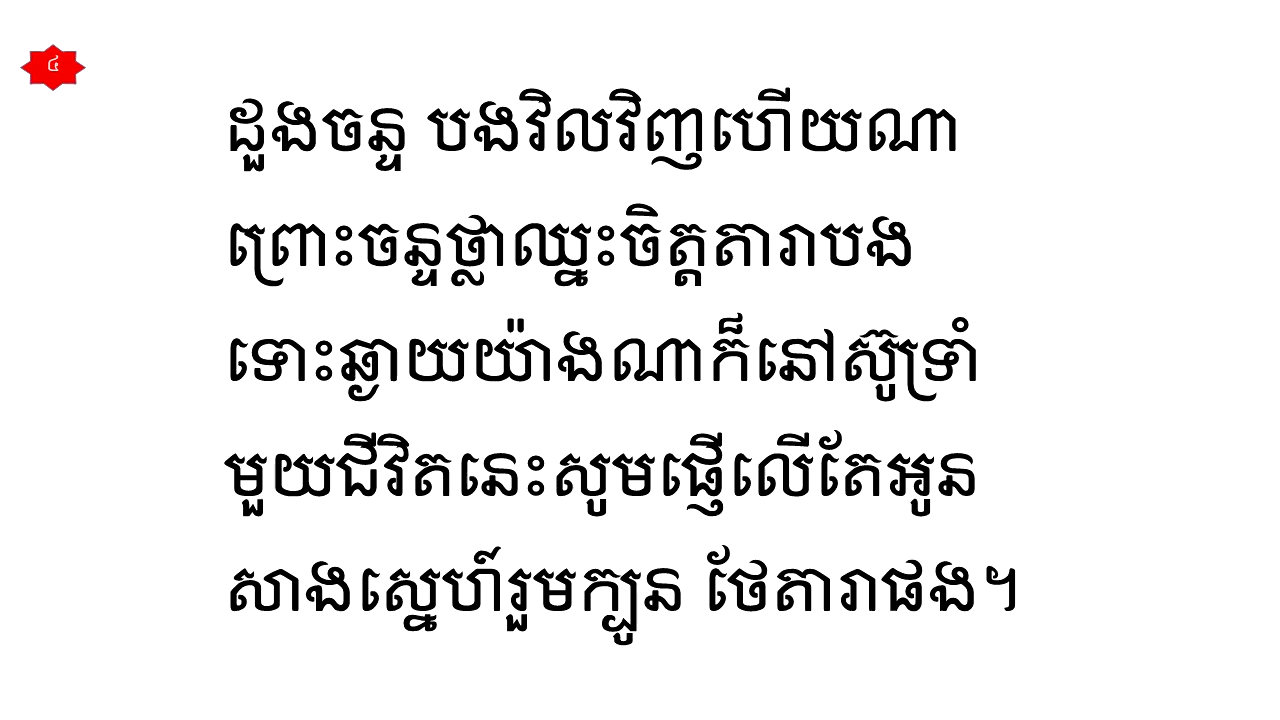 ៤
ដួងចន្ទ បងវិលវិញហើយណា
ព្រោះចន្ទថ្លាឈ្នះចិត្តតារាបង
ទោះឆ្ងាយយ៉ាងណាក៏នៅស៊ូទ្រាំ
មួយជីវិតនេះសូមផ្ញើលើតែអូន
សាងស្នេហ៍រួមក្បូន ថែតារាផង។